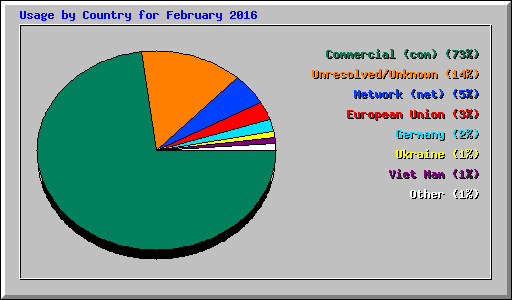 Usage by Country for February 2016
Commercial (com) (73%)
Unresolved/Unknown (14%)
Network (net) (5%)
European Union (3%)
Germany (2%)
Ukraine (1%)
Viet Nam (1%)
Other (1%)